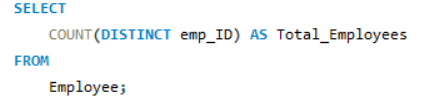 SELECT
COUNT(DISTINCT emp_ID) AS Total_Employees
FROM
Employee;